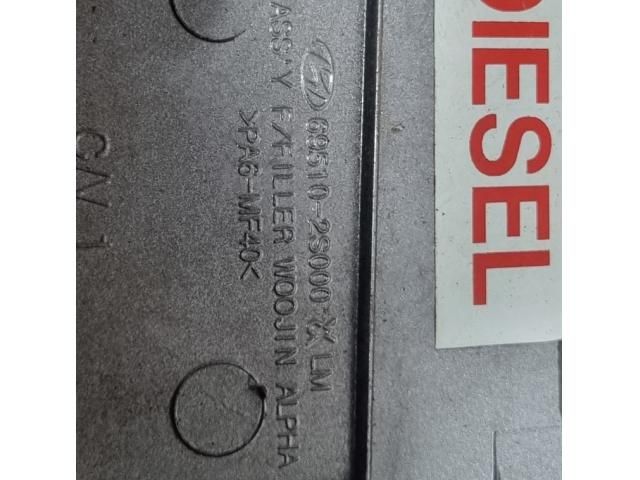 DIESEL
69510-2S000 LM
ASS'Y F/FILLER WOOJIN ALPHA
>PA6-MF40<